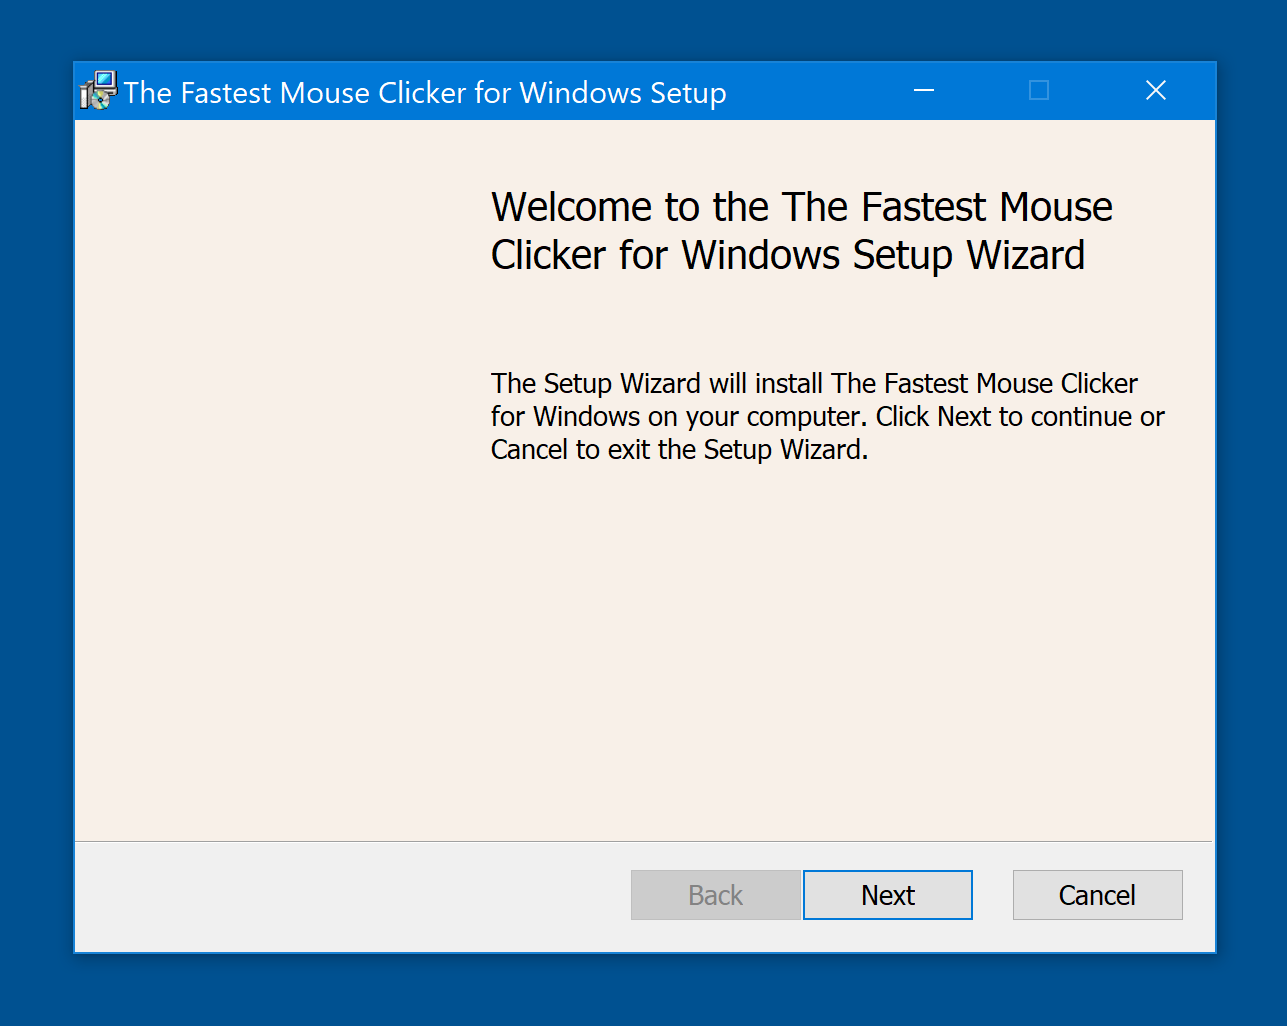 The Fastest Mouse Clicker for Windows Setup
Welcome to the The Fastest Mouse
Clicker for Windows Setup Wizard
The Setup Wizard will install The Fastest Mouse Clicker
for Windows on your computer. Click Next to continue or
Cancel to exit the Setup Wizard.
Back Next Cancel